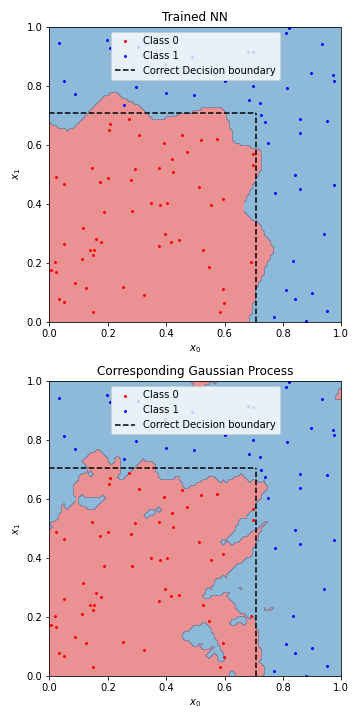 Trained NN
1.0
Class 0
Class 1
Correct Decision boundary
0.8
0.6
x₁
0.4
0.2
0.0
0.0 0.2 0.4 0.6 0.8 1.0
x₀
Corresponding Gaussian Process
1.0
Class 0
Class 1
Correct Decision boundary
0.8
0.6
x₁
0.4
0.2
0.0
0.0 0.2 0.4 0.6 0.8 1.0
x₀